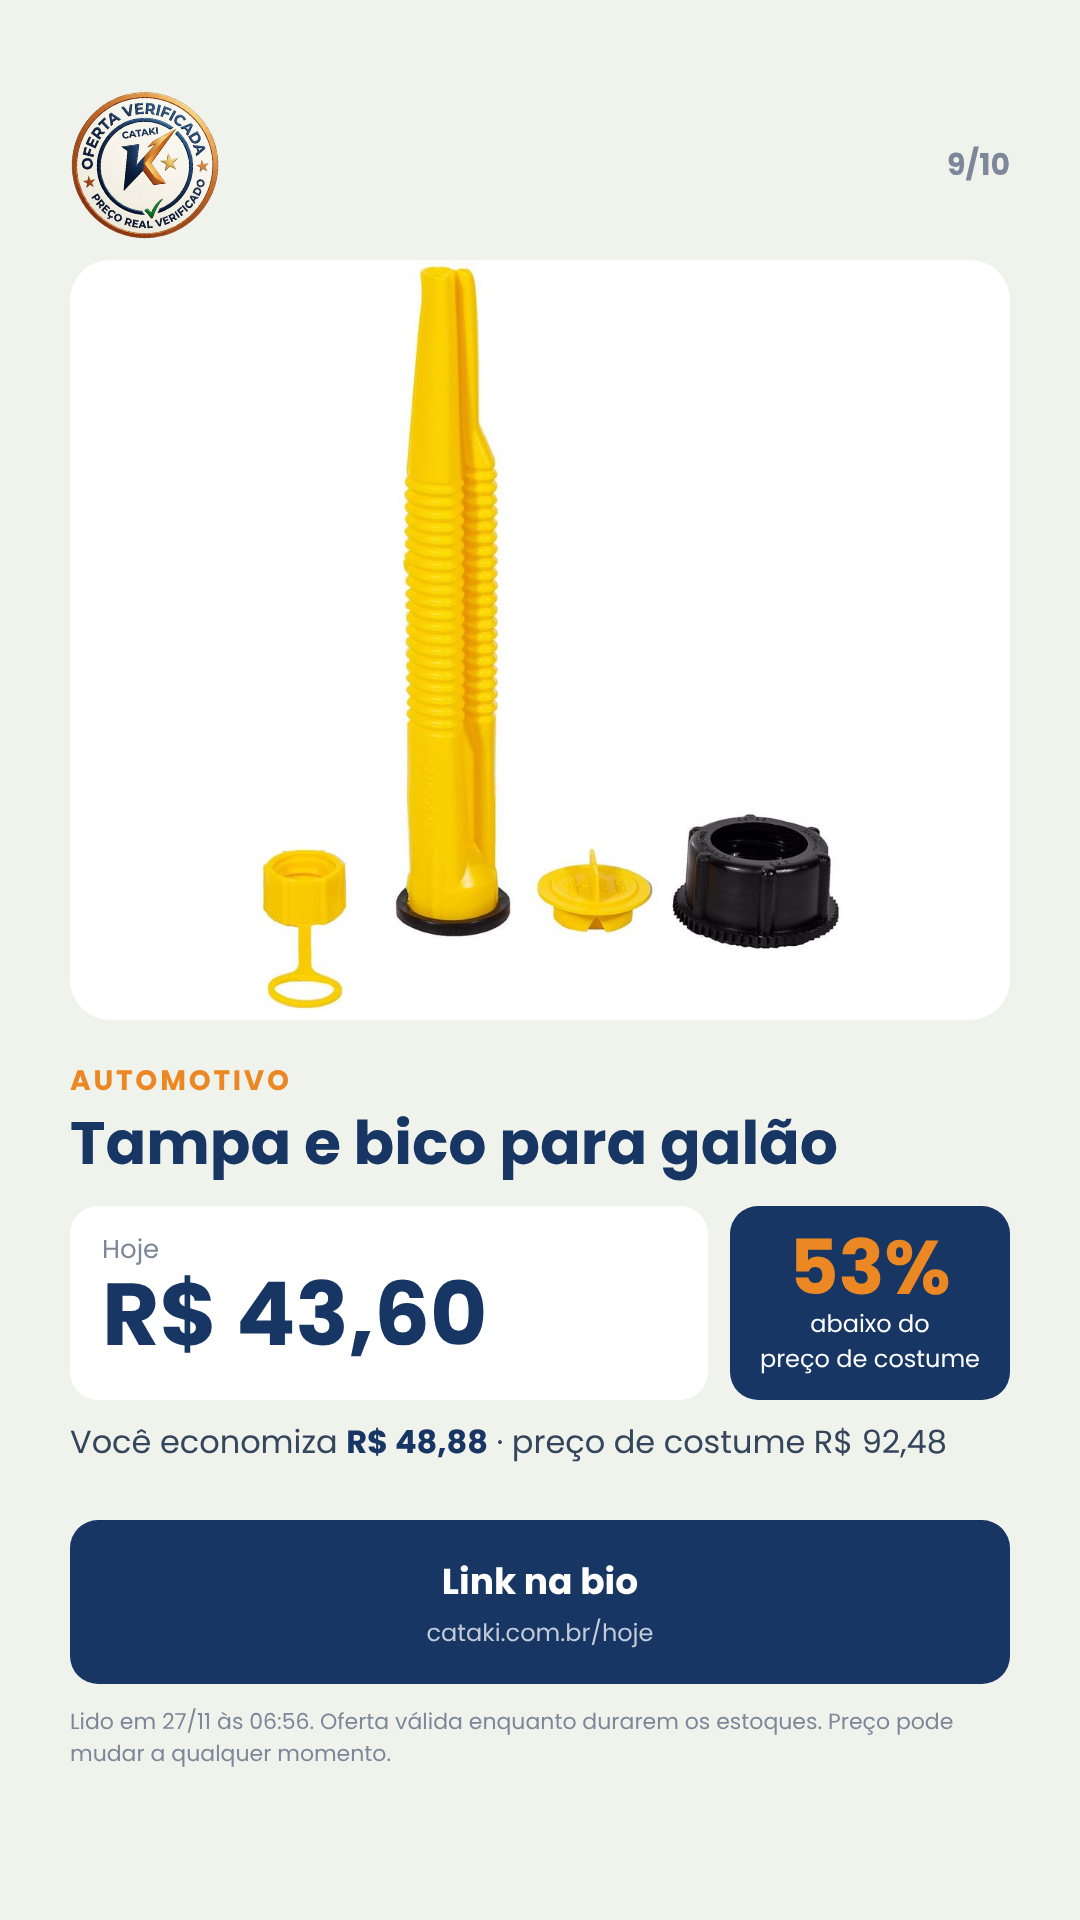 OFERTA VERIFICADA
CATAKI
K
PREÇO REAL VERIFICADO
9/10
AUTOMOTIVO
Tampa e bico para galão
Hoje
R$ 43,60
53%
abaixo do
preço de costume
Você economiza R$ 48,88 · preço de costume R$ 92,48
Link na bio
cataki.com.br/hoje
Lido em 27/11 às 06:56. Oferta válida enquanto durarem os estoques. Preço pode
mudar a qualquer momento.